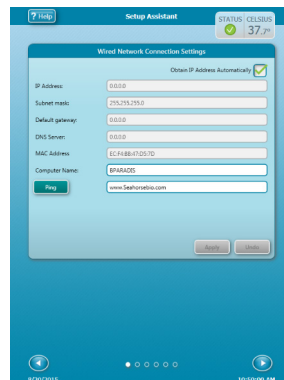 ? Help Setup Assistant STATUS CELSIUS
37.7°
Wired Network Connection Settings
Obtain IP Address Automatically
IP Address: 0.0.0.0
Subnet mask: 255.255.255.0
Default gateway: 0.0.0.0
DNS Server: 0.0.0.0
MAC Address EC:F4:BB:47:D5:7D
Computer Name: BPARADIS
Ping www.Seahorsebio.com
Apply Undo
10:50:00 AM